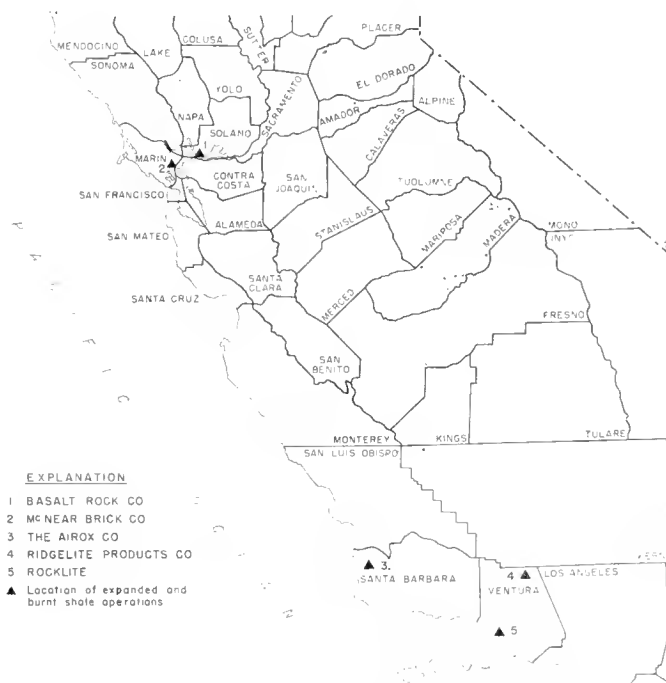 PLACER
COLUSA
SUTTER
MENDOCINO
LAKE
SONOMA
EL DORADO
YOLO
SACRAMENTO
ALPINE
NAPA
AMADOR
SOLANO
CALAVERAS
1
MARIN
2
CONTRA
COSTA
SAN
JOAQUIN
TUOLUMNE
SAN FRANCISCO
STANISLAUS
MARIPOSA
MADERA
ALAMEDA
MONO
INYO
SAN MATEO
SANTA
CLARA
MERCED
SANTA CRUZ
FRESNO
SAN
BENITO
MONTEREY
KINGS
TULARE
SAN LUIS OBISPO
EXPLANATION
1 BASALT ROCK CO
2 McNEAR BRICK CO
3 THE AIROX CO
4 RIDGELITE PRODUCTS CO
5 ROCKLITE
▲ Location of expanded and
burnt shale operations
KERN
3.
SANTA BARBARA
4
LOS ANGELES
VENTURA
5